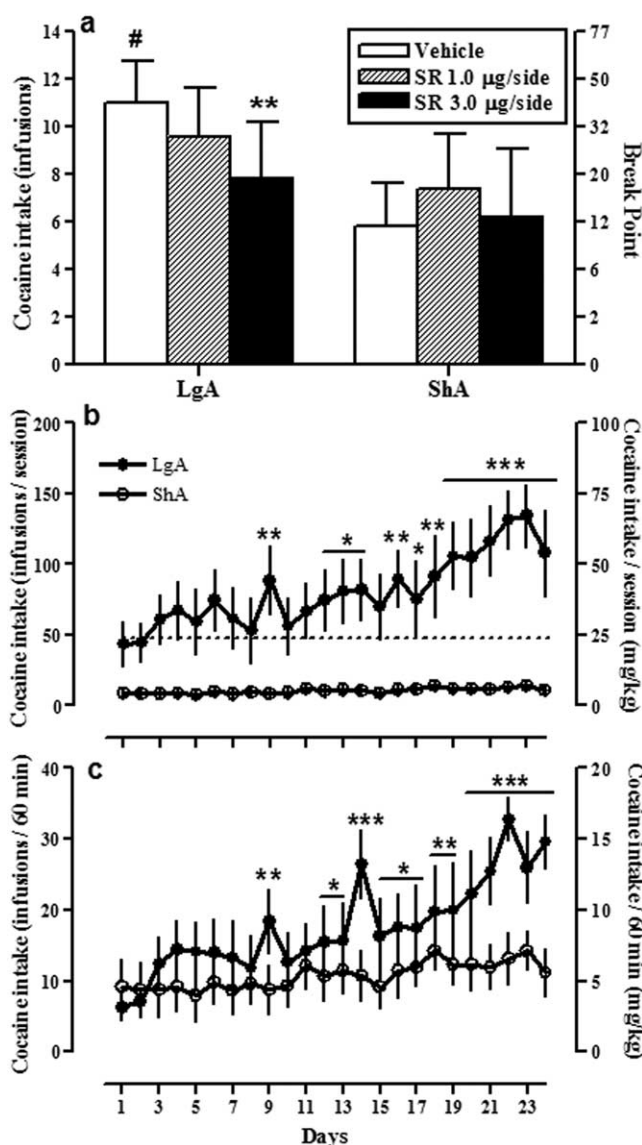 a
14
12
10
8
6
4
2
0
Cocaine intake (infusions)
#
**
Vehicle
SR 1.0 µg/side
SR 3.0 µg/side
77
50
32
20
12
6
2
0
Break Point
LgA
ShA
b
200
150
100
50
0
Cocaine intake (infusions / session)
LgA
ShA
**
*
**
*
**
***
100
75
50
25
0
Cocaine intake / session (mg/kg)
c
40
30
20
10
0
Cocaine intake (infusions / 60 min)
**
*
***
*
**
***
20
15
10
5
0
Cocaine intake / 60 min (mg/kg)
1 3 5 7 9 11 13 15 17 19 21 23
Days